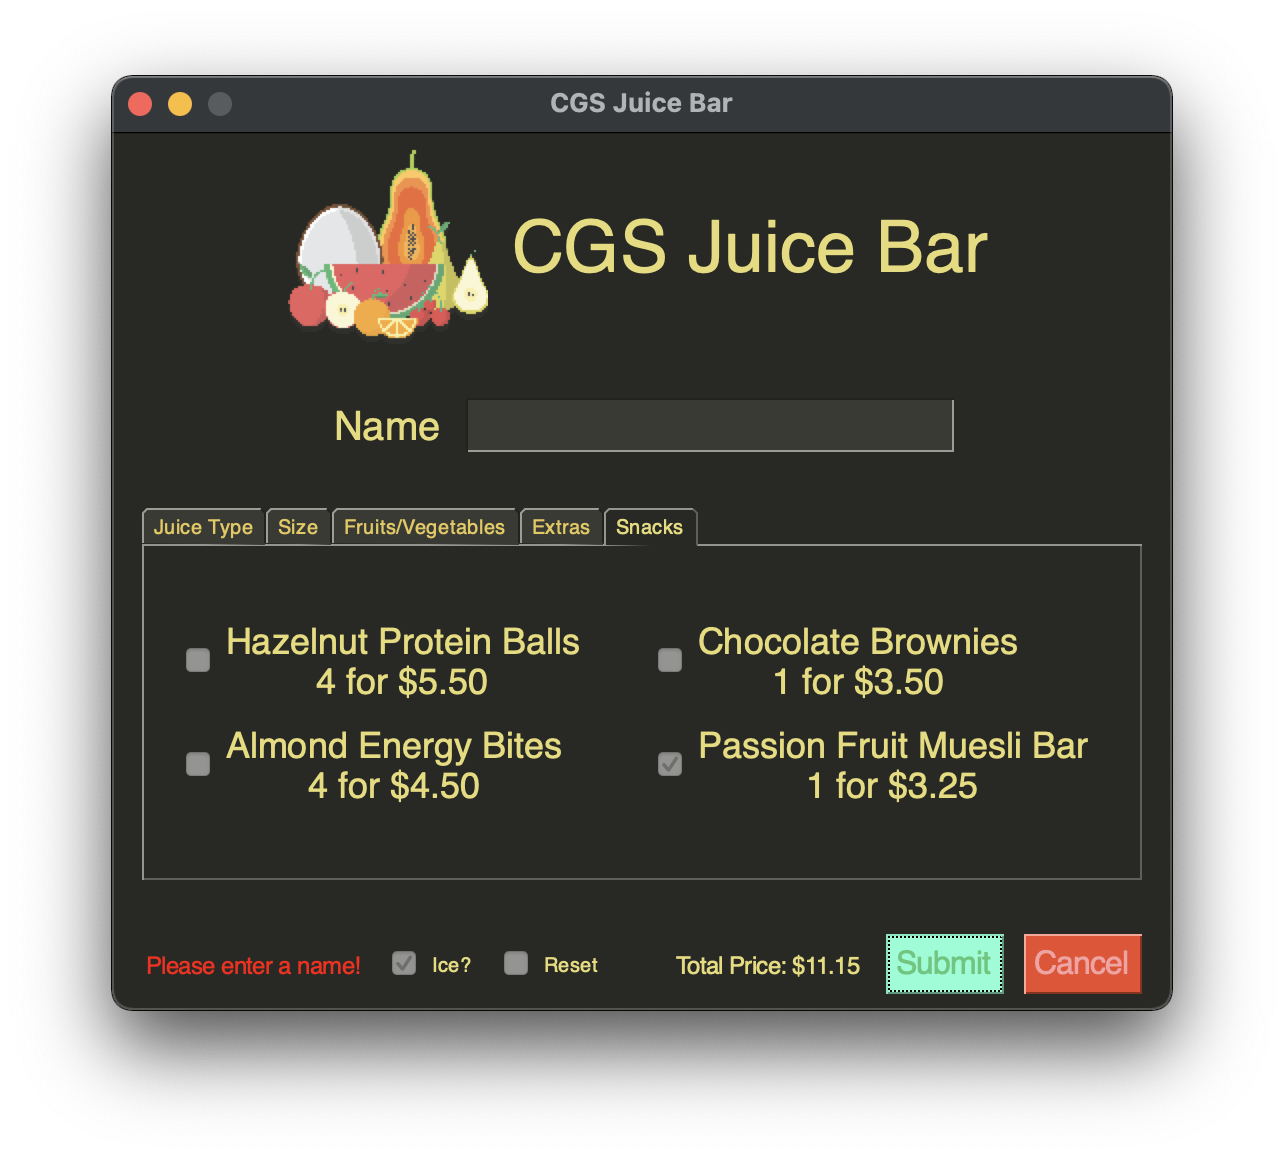 CGS Juice Bar
CGS Juice Bar
Name
Juice Type Size Fruits/Vegetables Extras Snacks
Hazelnut Protein Balls
4 for $5.50
Chocolate Brownies
1 for $3.50
Almond Energy Bites
4 for $4.50
Passion Fruit Muesli Bar
1 for $3.25
Please enter a name! Ice? Reset Total Price: $11.15 Submit Cancel